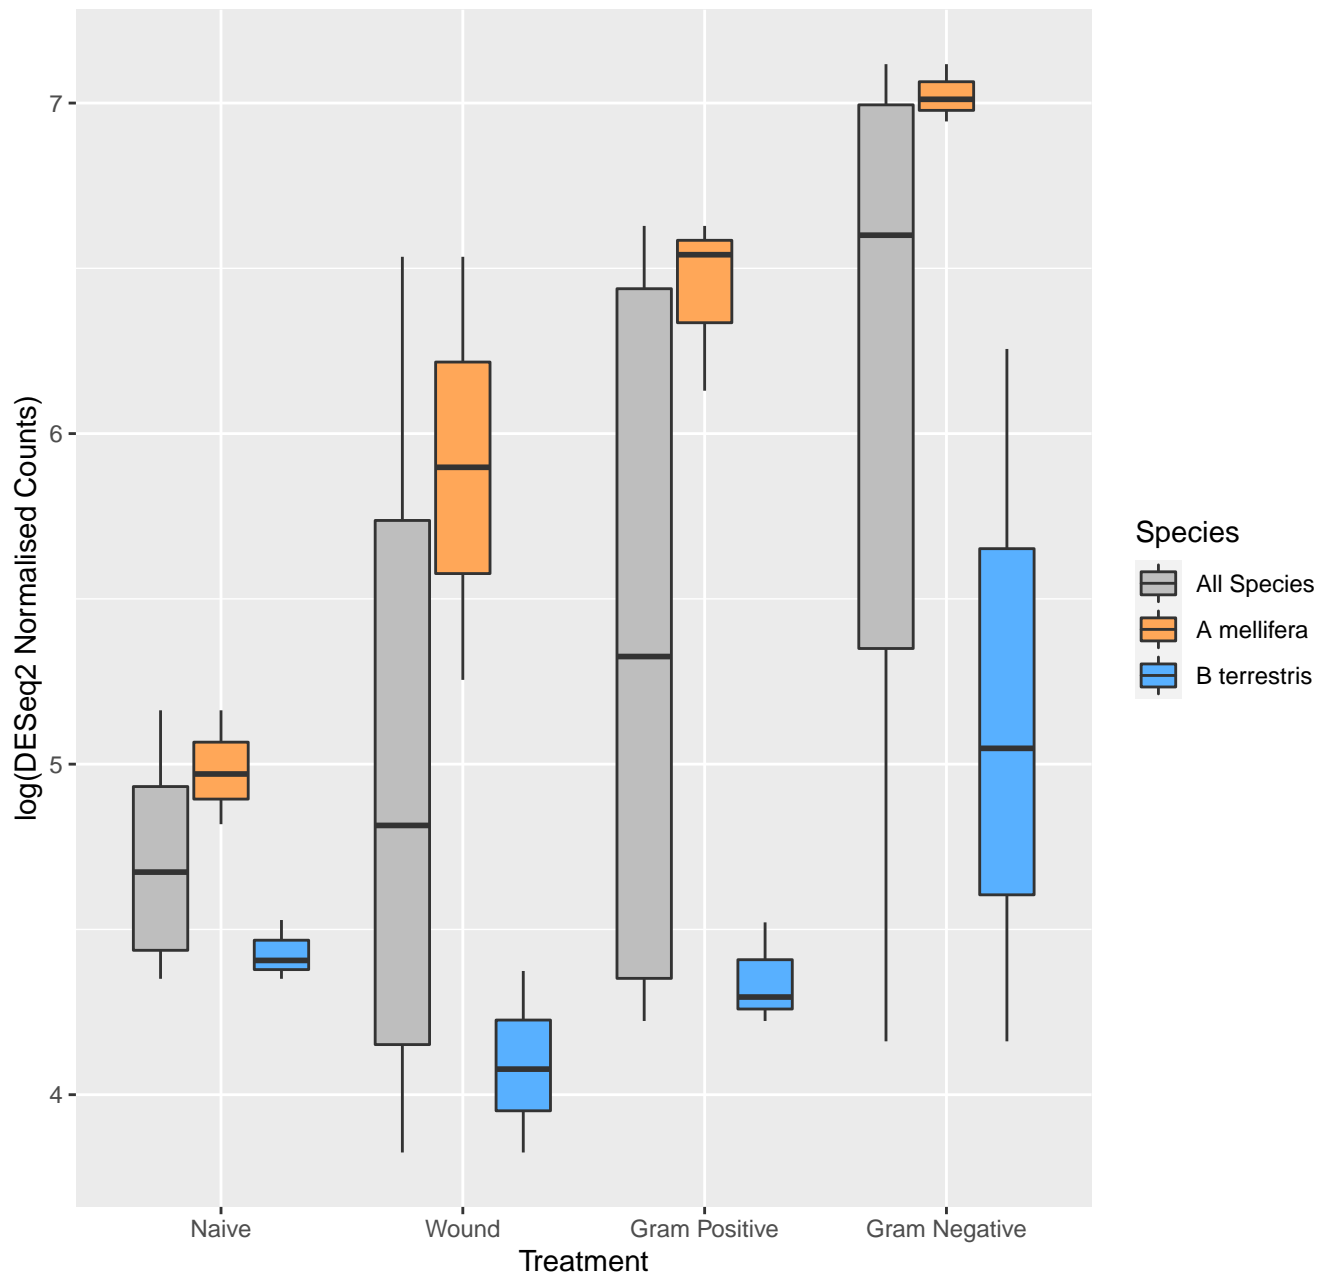 log(DESeq2 Normalised Counts)
7
6
5
4
Naive
Wound
Gram Positive
Gram Negative
Treatment
Species
All Species
A mellifera
B terrestris